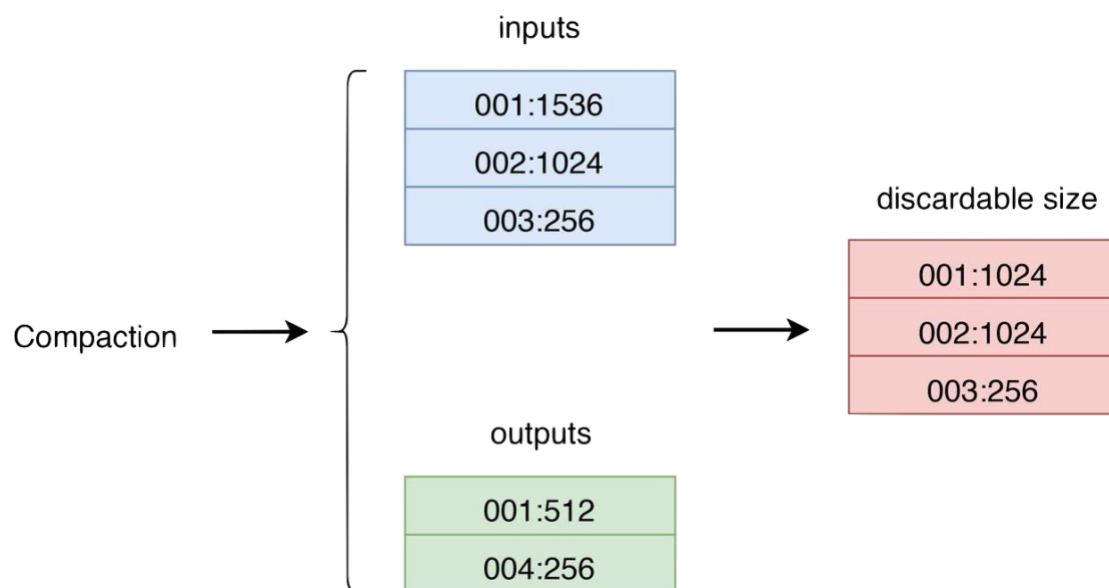 inputs
001:1536
002:1024
003:256
Compaction
outputs
001:512
004:256
discardable size
001:1024
002:1024
003:256